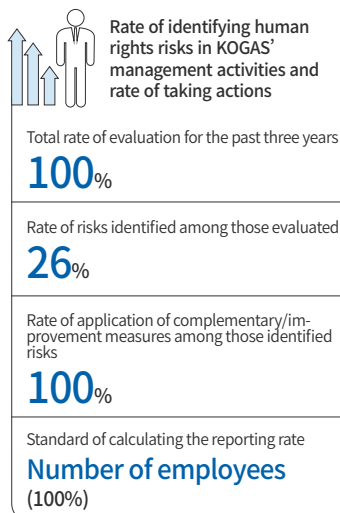 Rate of identifying human
rights risks in KOGAS’
management activities and
rate of taking actions
Total rate of evaluation for the past three years
100%
Rate of risks identified among those evaluated
26%
Rate of application of complementary/im-
provement measures among those identified
risks
100%
Standard of calculating the reporting rate
Number of employees
(100%)